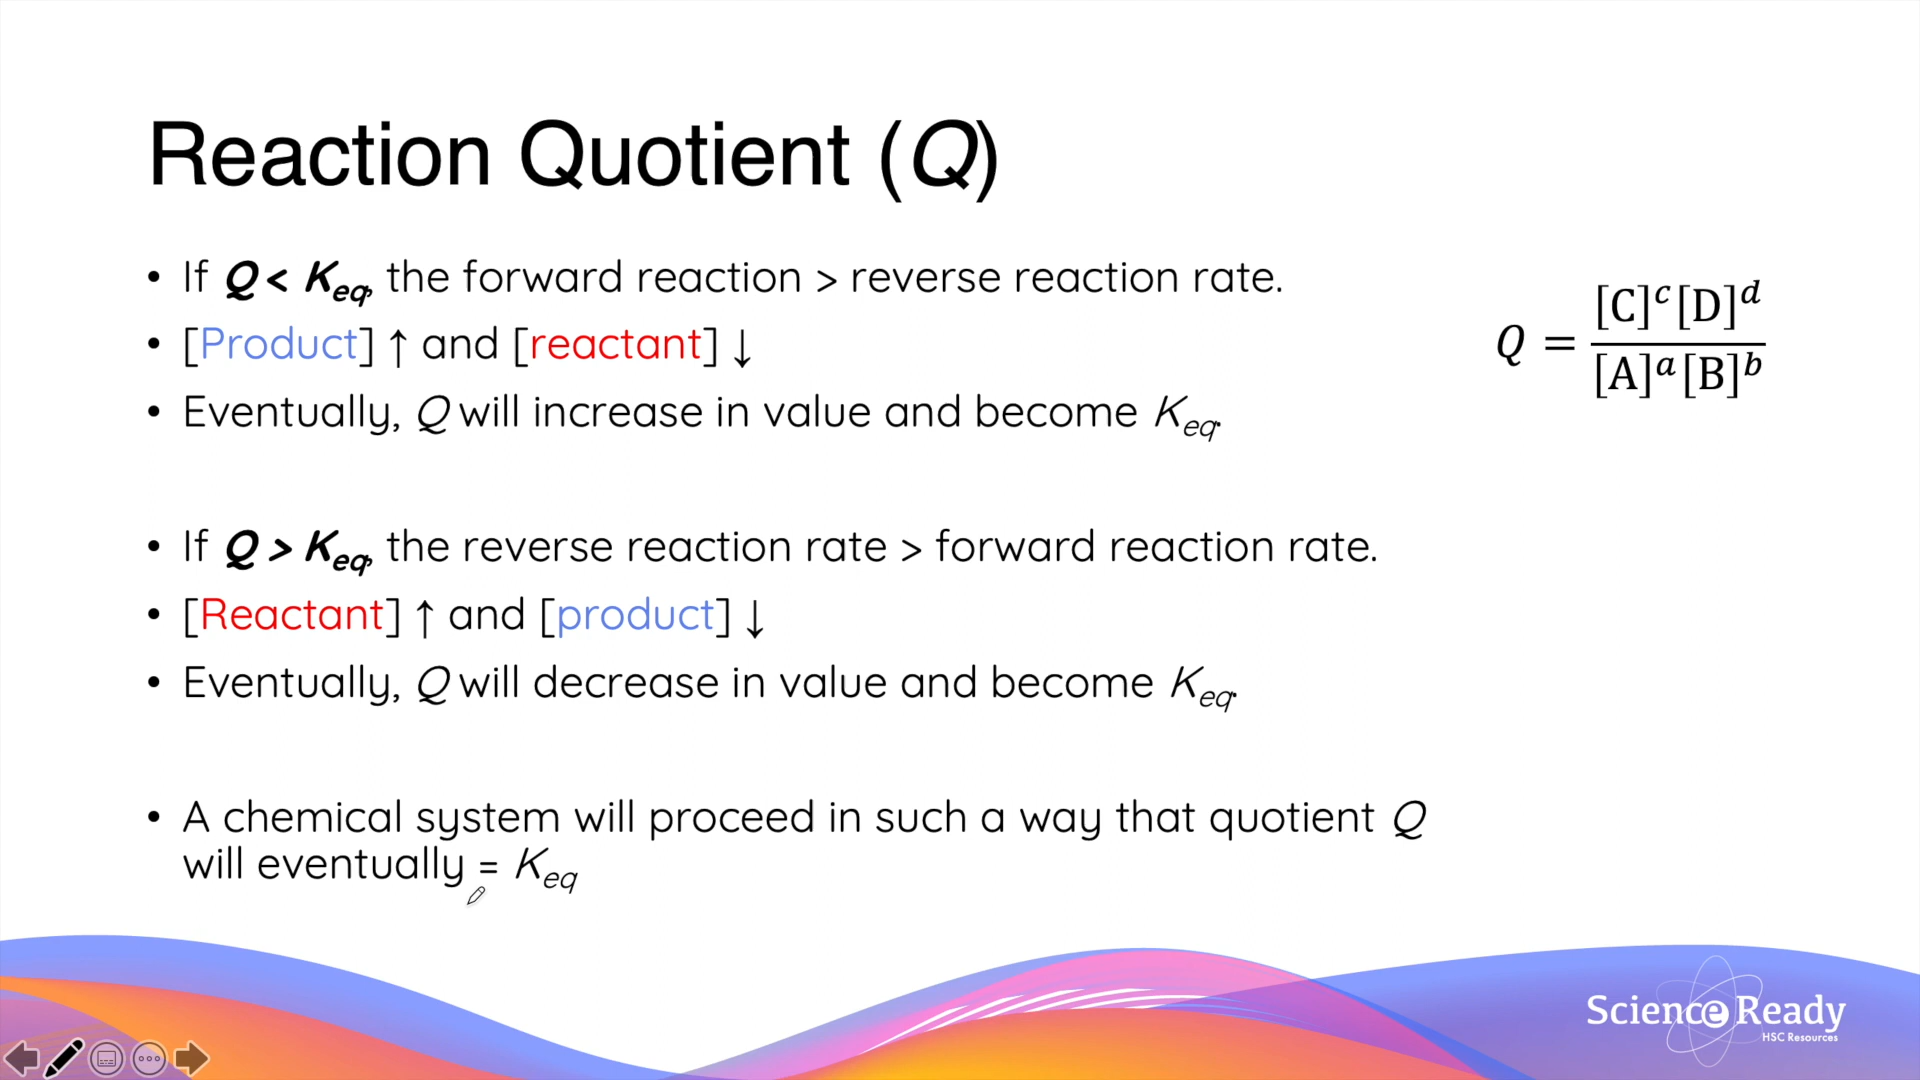 Reaction Quotient (Q)
• If Q < Keq, the forward reaction > reverse reaction rate.
• [Product] ↑ and [reactant] ↓
• Eventually, Q will increase in value and become Keq.
Q = [C]^c[D]^d / [A]^a[B]^b
• If Q > Keq, the reverse reaction rate > forward reaction rate.
• [Reactant] ↑ and [product] ↓
• Eventually, Q will decrease in value and become Keq.
• A chemical system will proceed in such a way that quotient Q
will eventually = Keq
Science Ready
HSC Resources